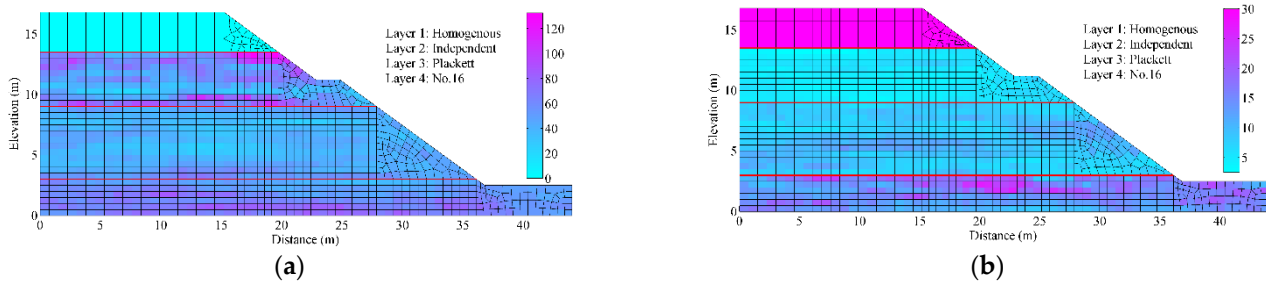 15
10
5
0
Elevation (m)
0
5
10
15
20
25
30
35
40
Distance (m)
Layer 1: Homogenous
Layer 2: Independent
Layer 3: Plackett
Layer 4: No.16
120
100
80
60
40
20
0
(a)
15
10
5
0
Elevation (m)
0
5
10
15
20
25
30
35
40
Distance (m)
Layer 1: Homogenous
Layer 2: Independent
Layer 3: Plackett
Layer 4: No.16
30
25
20
15
10
5
(b)